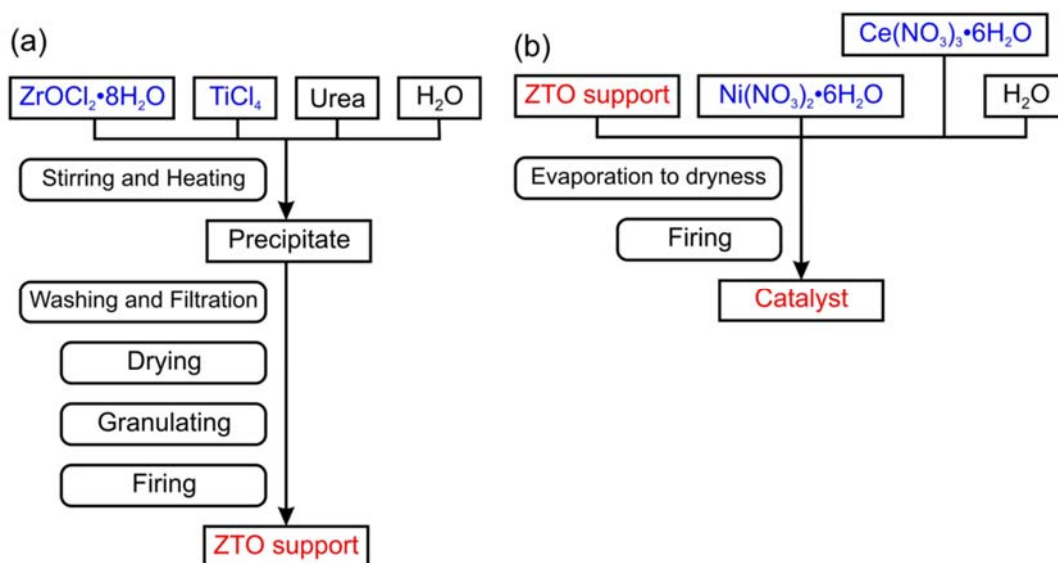 (a)
ZrOCl₂•8H₂O
TiCl₄
Urea
H₂O
Stirring and Heating
Precipitate
Washing and Filtration
Drying
Granulating
Firing
ZTO support
(b)
Ce(NO₃)₃•6H₂O
ZTO support
Ni(NO₃)₂•6H₂O
H₂O
Evaporation to dryness
Firing
Catalyst